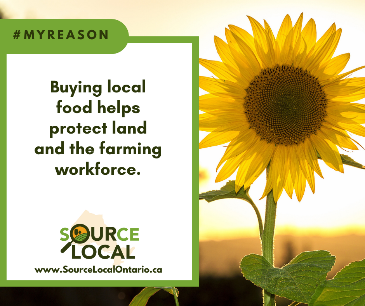 #MYREASON
Buying local
food helps
protect land
and the farming
workforce.
SOURCE
LOCAL
www.SourceLocalOntario.ca